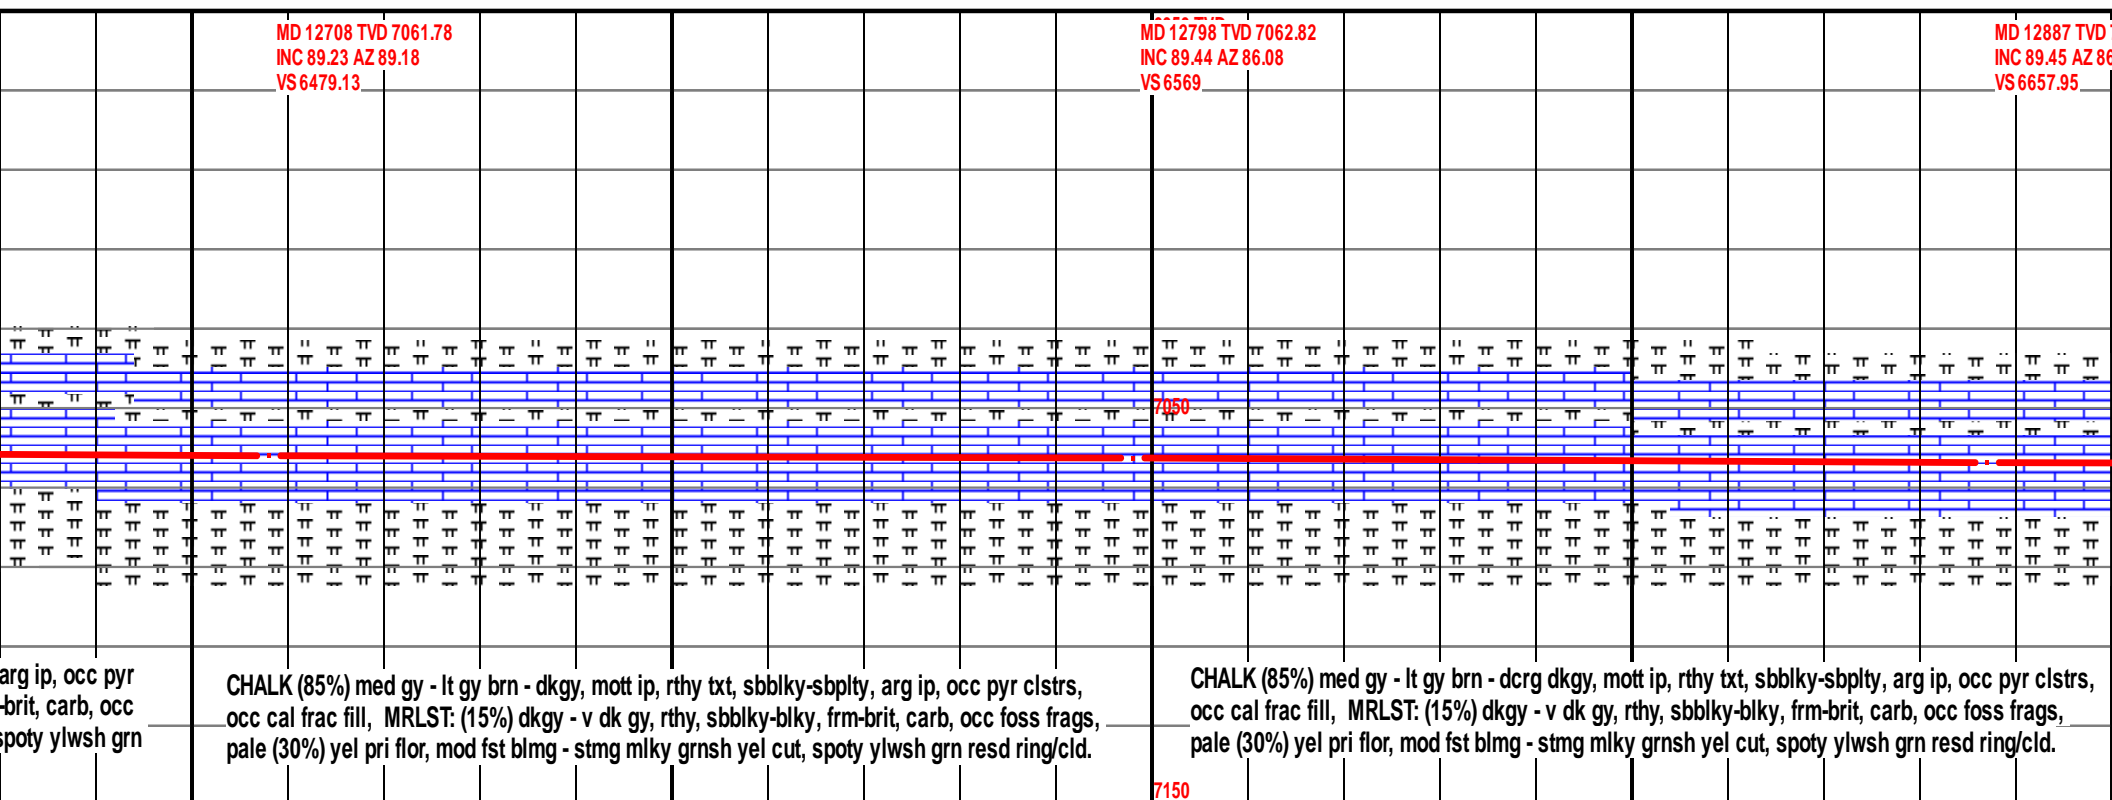 MD 12708 TVD 7061.78
INC 89.23 AZ 89.18
VS 6479.13
MD 12798 TVD 7062.82
INC 89.44 AZ 86.08
VS 6569
MD 12887 TVD
INC 89.45 AZ 86
VS 6657.95
7050
arg ip, occ pyr
-brit, carb, occ
spoty ylwsh grn
CHALK (85%) med gy - lt gy brn - dkgy, mott ip, rthy txt, sbblky-sbplty, arg ip, occ pyr clstrs,
occ cal frac fill, MRLST: (15%) dkgy - v dk gy, rthy, sbblky-blky, frm-brit, carb, occ foss frags,
pale (30%) yel pri flor, mod fst blmg - stmg mlky grnsh yel cut, spoty ylwsh grn resd ring/cld.
CHALK (85%) med gy - lt gy brn - dcrg dkgy, mott ip, rthy txt, sbblky-sbplty, arg ip, occ pyr clstrs,
occ cal frac fill, MRLST: (15%) dkgy - v dk gy, rthy, sbblky-blky, frm-brit, carb, occ foss frags,
pale (30%) yel pri flor, mod fst blmg - stmg mlky grnsh yel cut, spoty ylwsh grn resd ring/cld.
7150